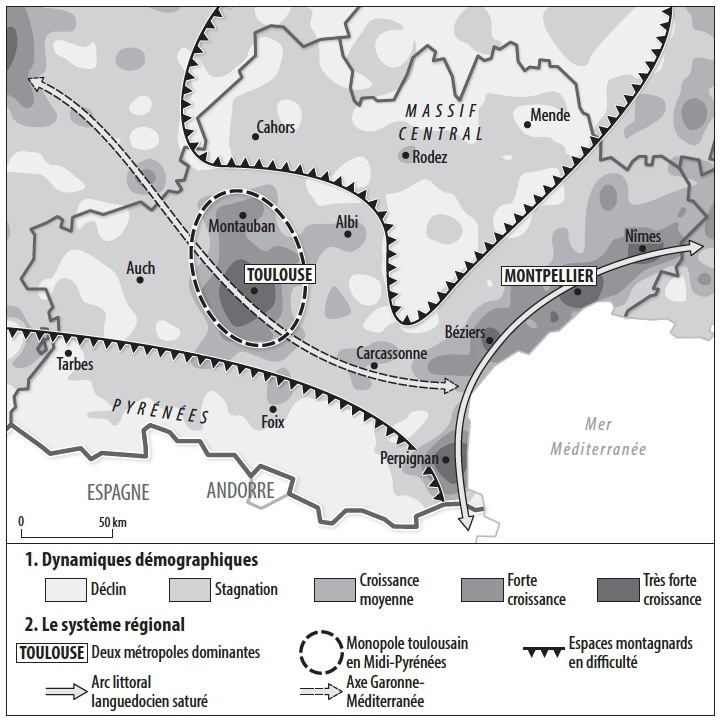 Cahors
MASSIF
CENTRAL
Mende
Rodez
Montauban
Albi
Nîmes
Auch
TOULOUSE
MONTPELLIER
Béziers
Carcassonne
Tarbes
PYRÉNÉES
Foix
Mer
Méditerranée
Perpignan
ESPAGNE
ANDORRE
0 50 km
1. Dynamiques démographiques
Déclin
Stagnation
Croissance
moyenne
Forte
croissance
Très forte
croissance
2. Le système régional
TOULOUSE Deux métropoles dominantes
Monopole toulousain
en Midi-Pyrénées
Espaces montagnards
en difficulté
Arc littoral
languedocien saturé
Axe Garonne-
Méditerranée